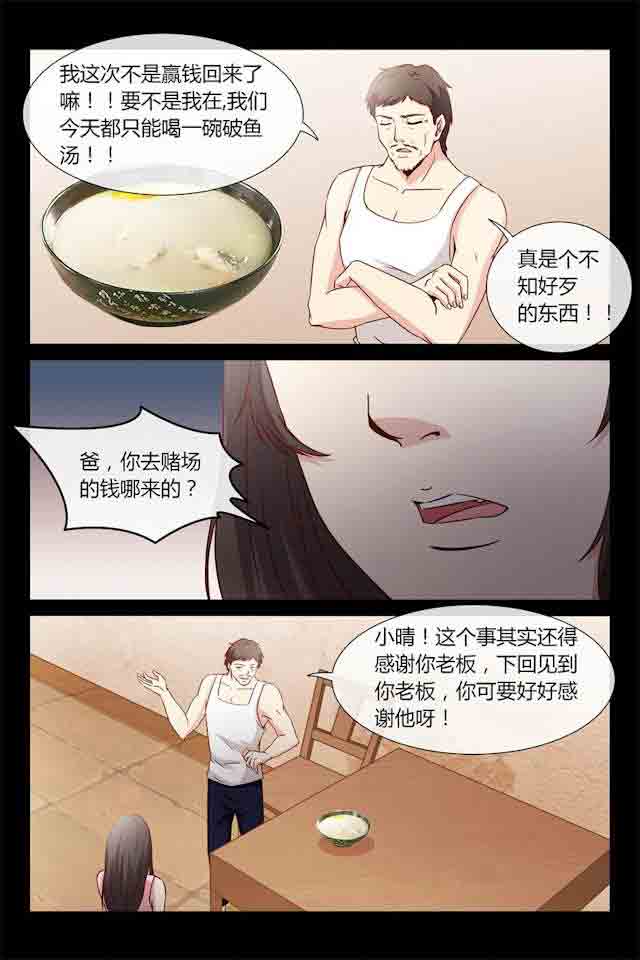 我这次不是赢钱回来了
嘛！！要不是我在,我们
今天都只能喝一碗破鱼
汤！！
真是个不
知好歹
的东西！！
爸，你去赌场
的钱哪来的？
小晴！这个事其实还得
感谢你老板，下回见到
你老板，你可要好好感
谢他呀！